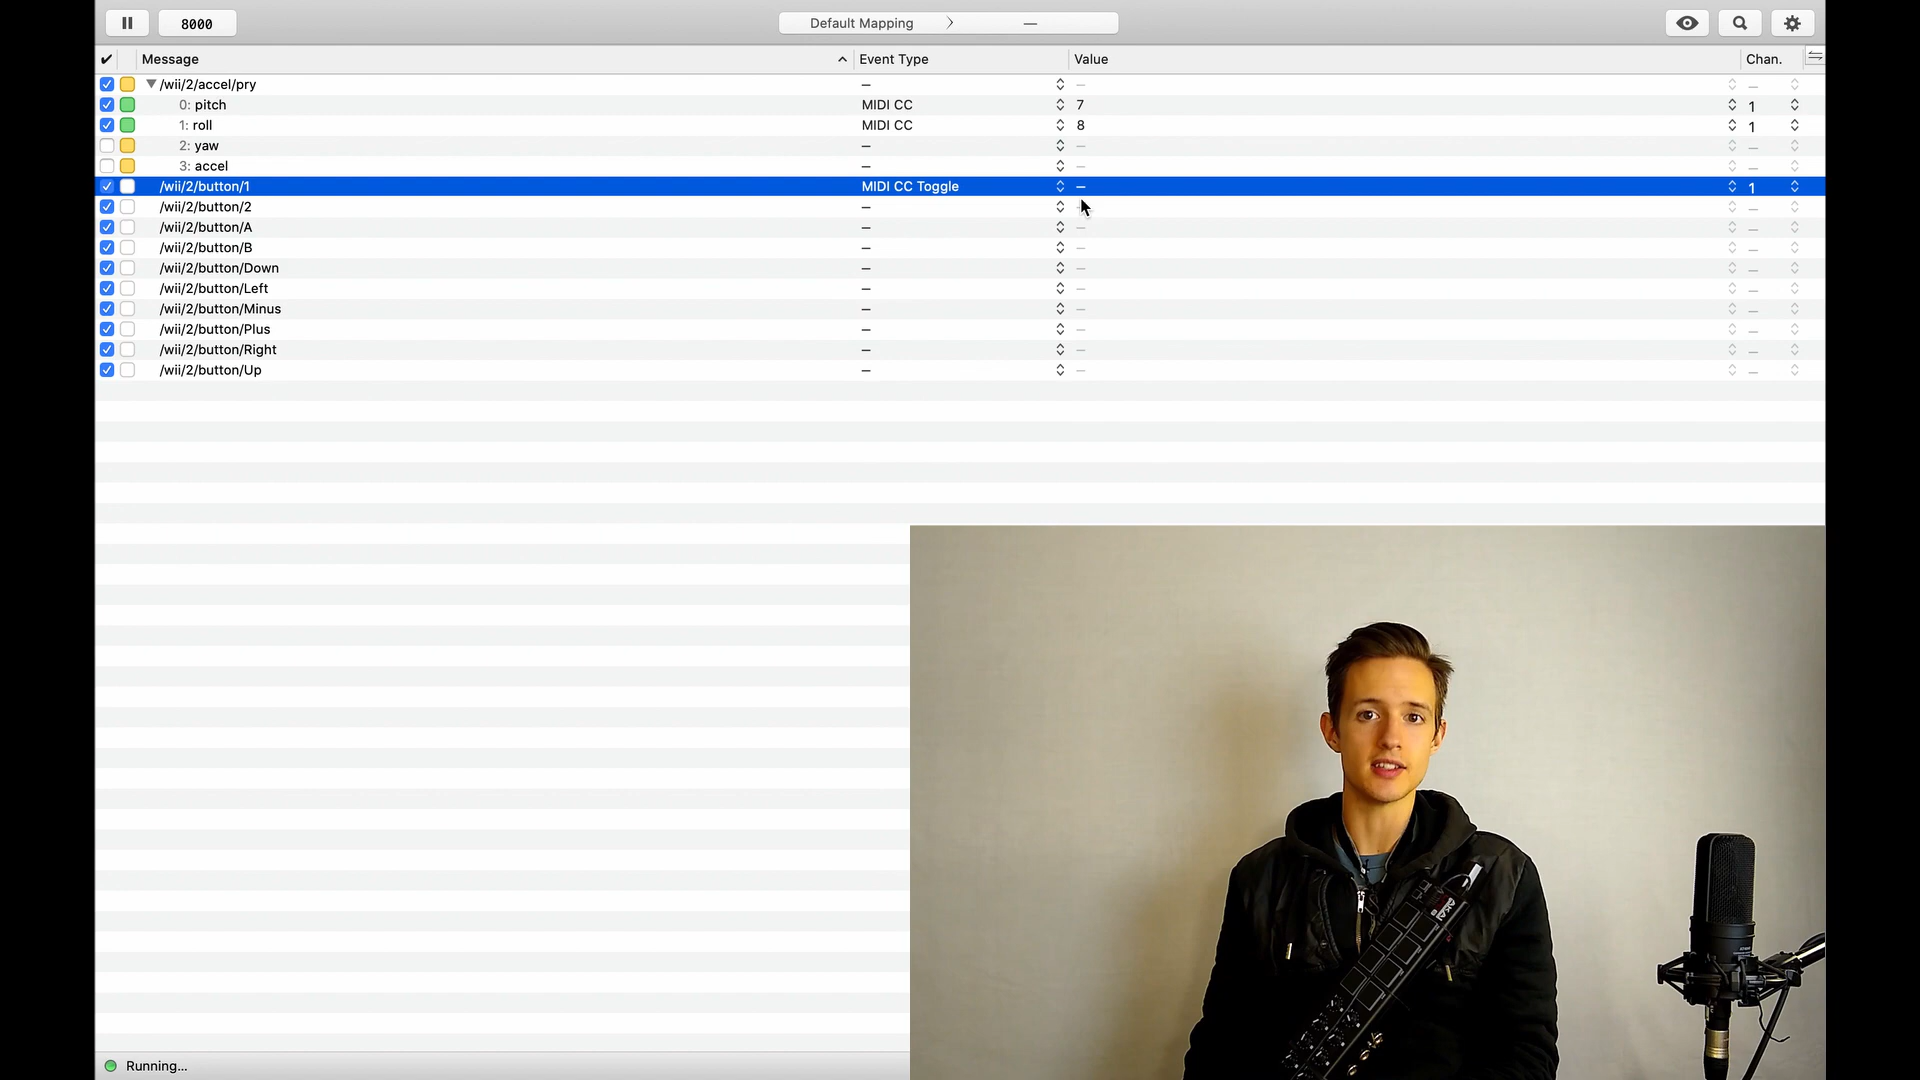 8000
Default Mapping
—
✔ Message Event Type Value Chan.
/wii/2/accel/pry – – –
0: pitch MIDI CC 7 1
1: roll MIDI CC 8 1
2: yaw – – –
3: accel – – –
/wii/2/button/1 MIDI CC Toggle – 1
/wii/2/button/2 – – –
/wii/2/button/A – – –
/wii/2/button/B – – –
/wii/2/button/Down – – –
/wii/2/button/Left – – –
/wii/2/button/Minus – – –
/wii/2/button/Plus – – –
/wii/2/button/Right – – –
/wii/2/button/Up – – –
AKAI
Running...